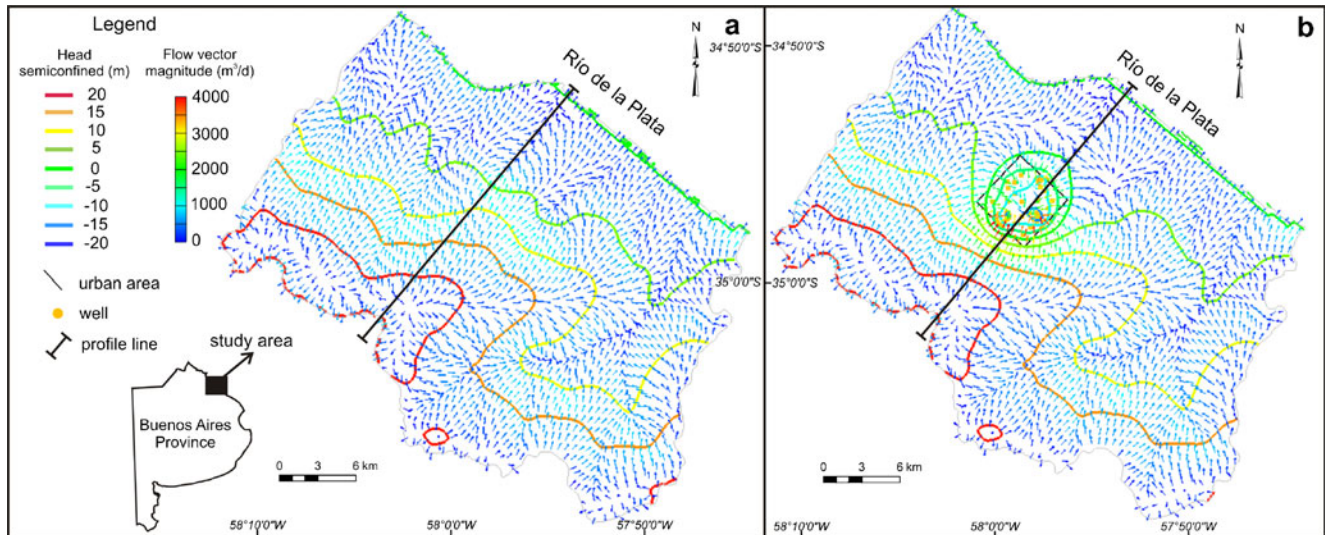 Legend
Head
semiconfined (m)
20
15
10
5
0
-5
-10
-15
-20
Flow vector
magnitude (m³/d)
4000
3000
2000
1000
0
urban area
well
profile line
study area
Buenos Aires
Province
a
N
Río de la Plata
0 3 6 km
58°10'0"W
58°0'0"W
57°50'0"W
34°50'0"S
35°0'0"S
b
N
Río de la Plata
34°50'0"S
35°0'0"S
0 3 6 km
58°10'0"W
58°0'0"W
57°50'0"W